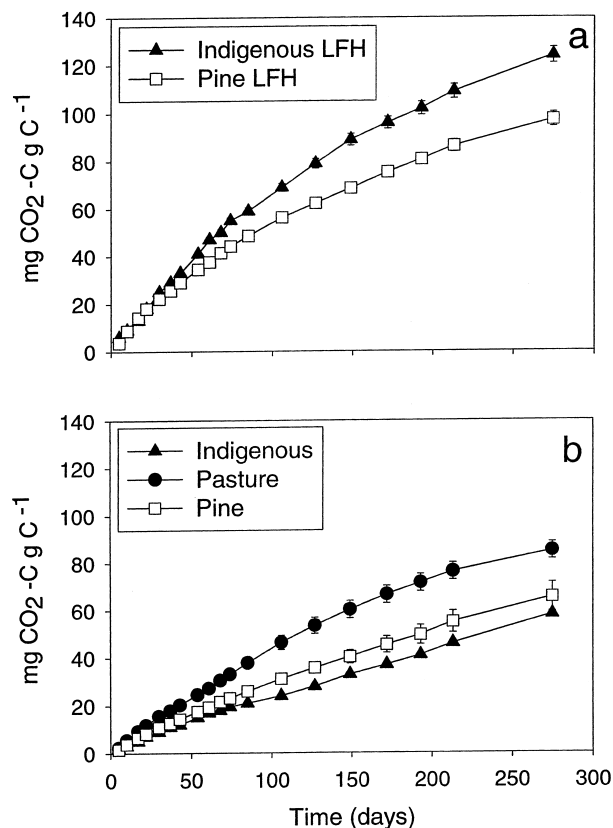 140
120
100
80
60
40
20
0
mg CO2-C g C-1
Indigenous LFH
Pine LFH
a
140
120
100
80
60
40
20
0
mg CO2-C g C-1
Indigenous
Pasture
Pine
b
0 50 100 150 200 250 300
Time (days)